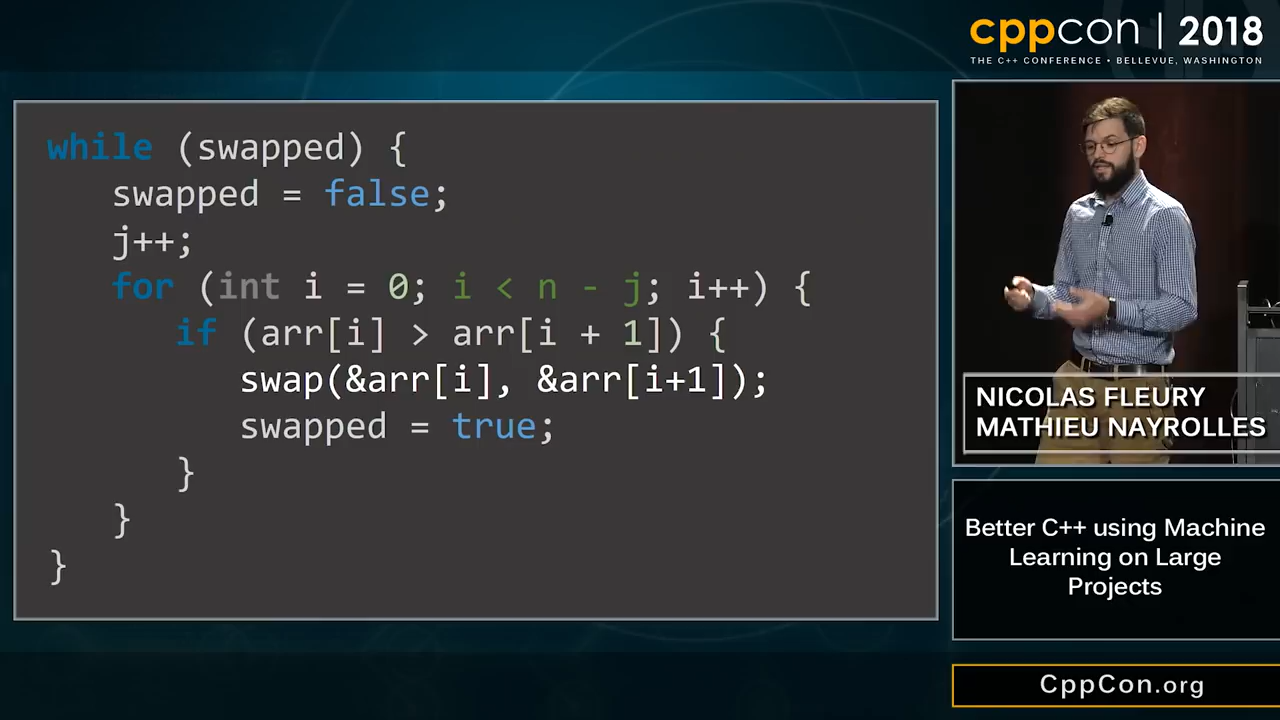 cppcon | 2018
THE C++ CONFERENCE • BELLEVUE, WASHINGTON
while (swapped) {
swapped = false;
j++;
for (int i = 0; i < n - j; i++) {
if (arr[i] > arr[i + 1]) {
swap(&arr[i], &arr[i+1]);
swapped = true;
}
}
}
NICOLAS FLEURY
MATHIEU NAYROLLES
Better C++ using Machine
Learning on Large
Projects
CppCon.org